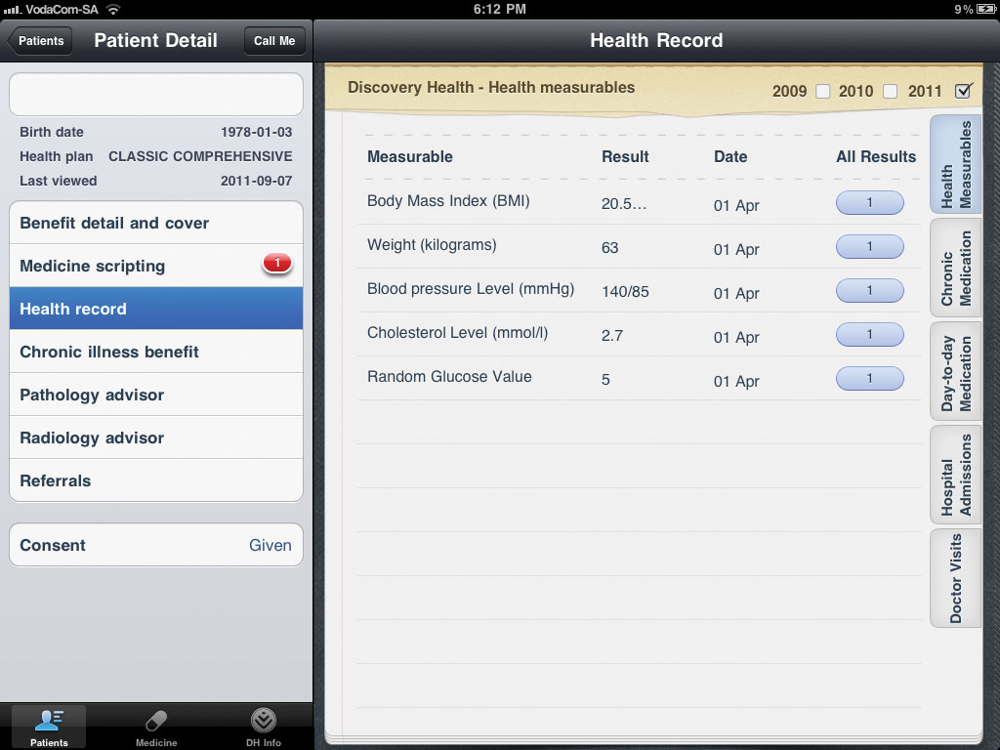 VodaCom-SA 6:12 PM 9%
Patients Patient Detail Call Me
Birth date 1978-01-03
Health plan CLASSIC COMPREHENSIVE
Last viewed 2011-09-07
Benefit detail and cover
Medicine scripting 1
Health record
Chronic illness benefit
Pathology advisor
Radiology advisor
Referrals
Consent Given
Patients Medicine DH Info
Health Record
Discovery Health - Health measurables 2009 2010 2011
Measurable Result Date All Results
Body Mass Index (BMI) 20.5... 01 Apr 1
Weight (kilograms) 63 01 Apr 1
Blood pressure Level (mmHg) 140/85 01 Apr 1
Cholesterol Level (mmol/l) 2.7 01 Apr 1
Random Glucose Value 5 01 Apr 1
Health
Measurables
Chronic
Medication
Day-to-day
Medication
Hospital
Admissions
Doctor Visits